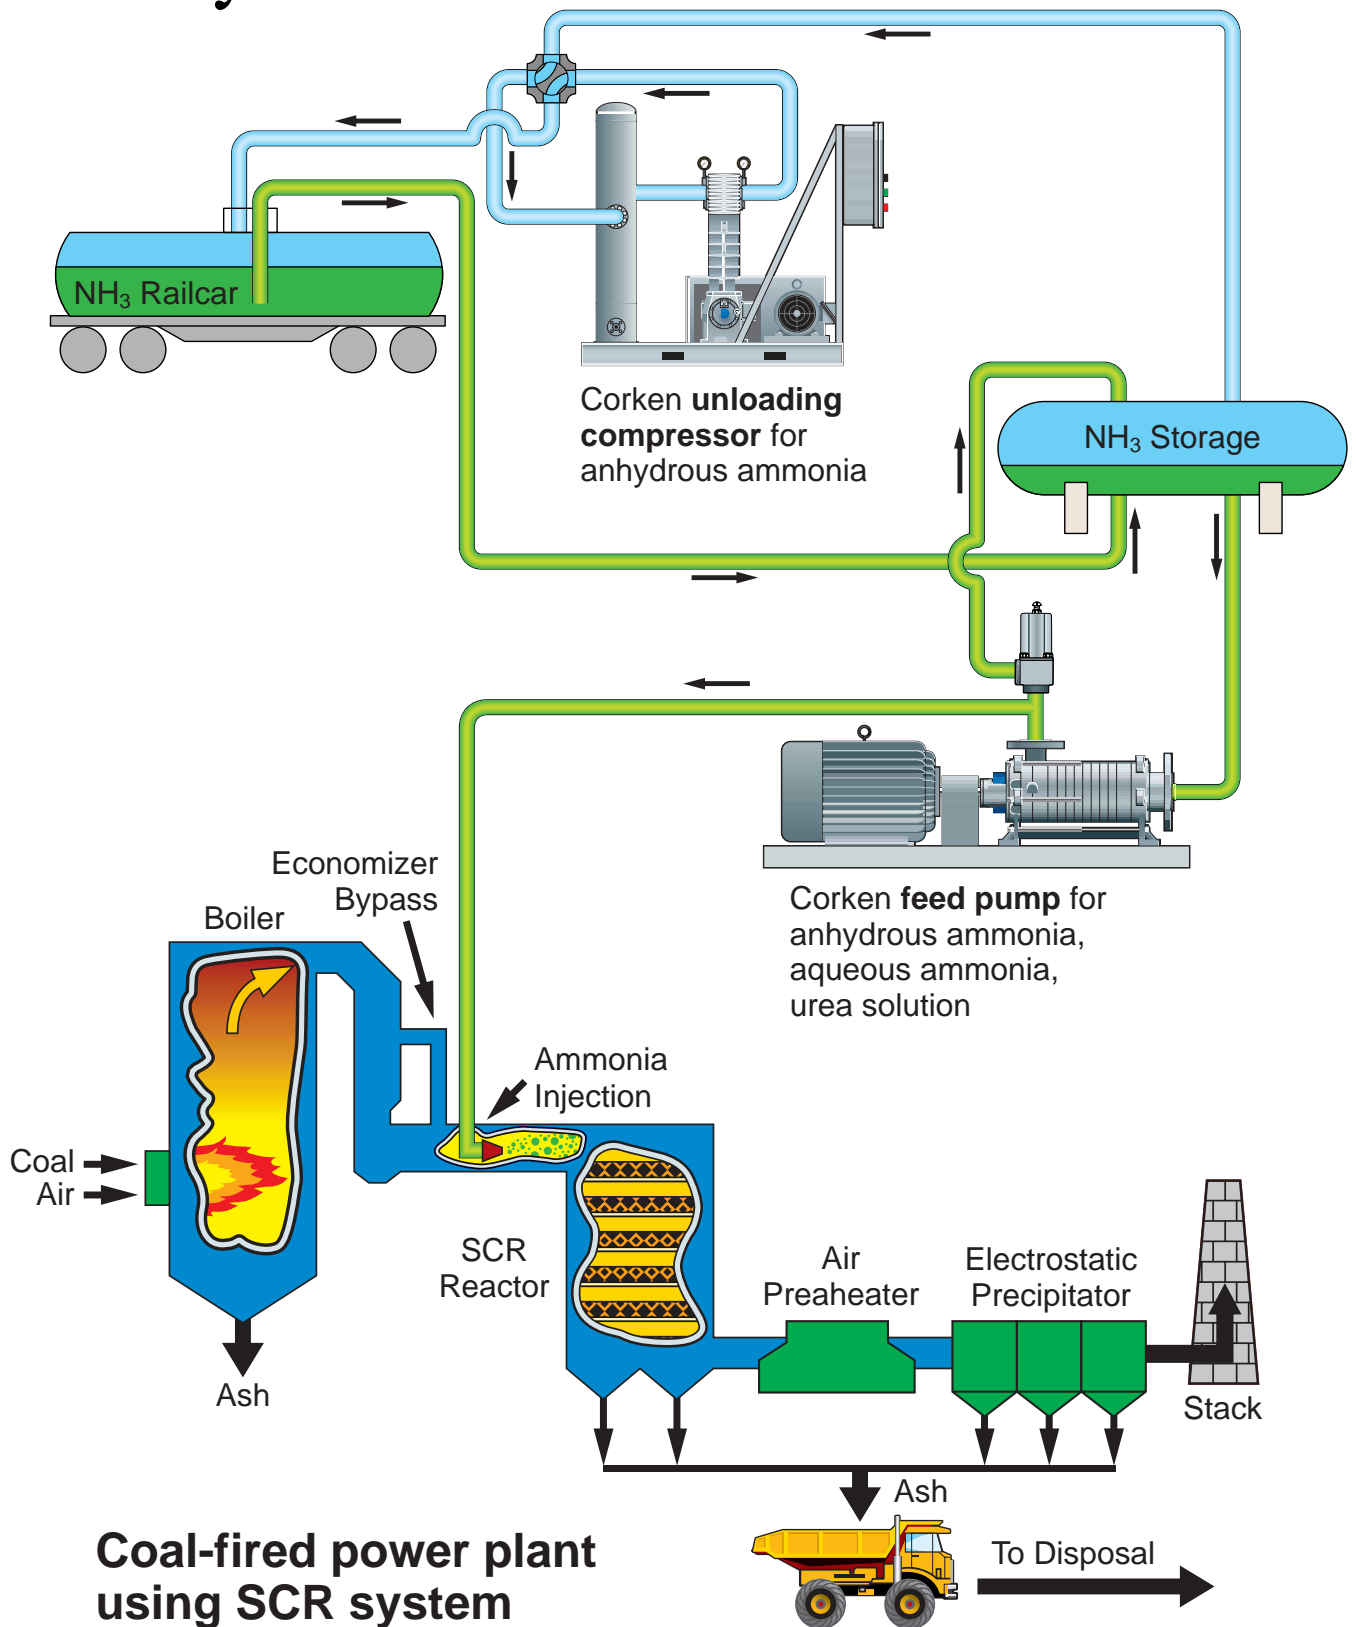 NH₃ Railcar
Corken unloading
compressor for
anhydrous ammonia
NH₃ Storage
Corken feed pump for
anhydrous ammonia,
aqueous ammonia,
urea solution
Economizer
Bypass
Boiler
Ammonia
Injection
Coal
Air
SCR
Reactor
Air
Preaheater
Electrostatic
Precipitator
Ash
Stack
Ash
To Disposal
Coal-fired power plant
using SCR system